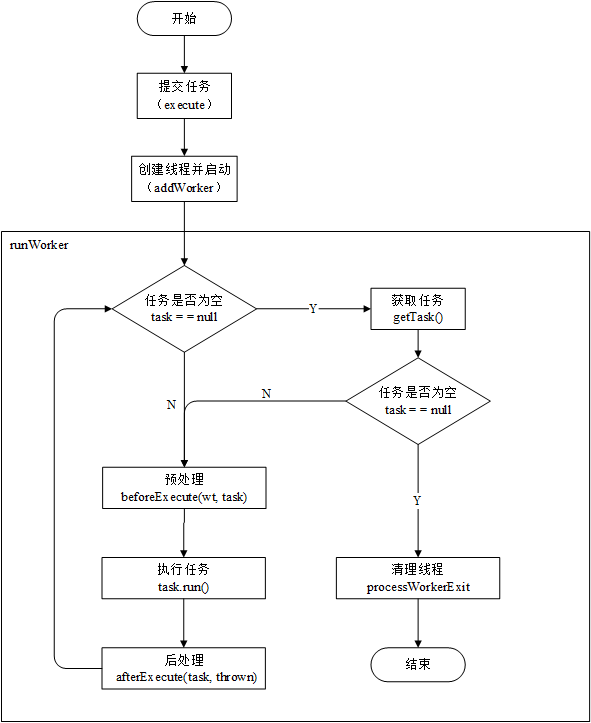 开始
提交任务
（execute）
创建线程并启动
（addWorker）
runWorker
任务是否为空
task = = null
Y
获取任务
getTask()
任务是否为空
task = = null
N
N
预处理
beforeExecute(wt, task)
Y
执行任务
task.run()
清理线程
processWorkerExit
后处理
afterExecute(task, thrown)
结束